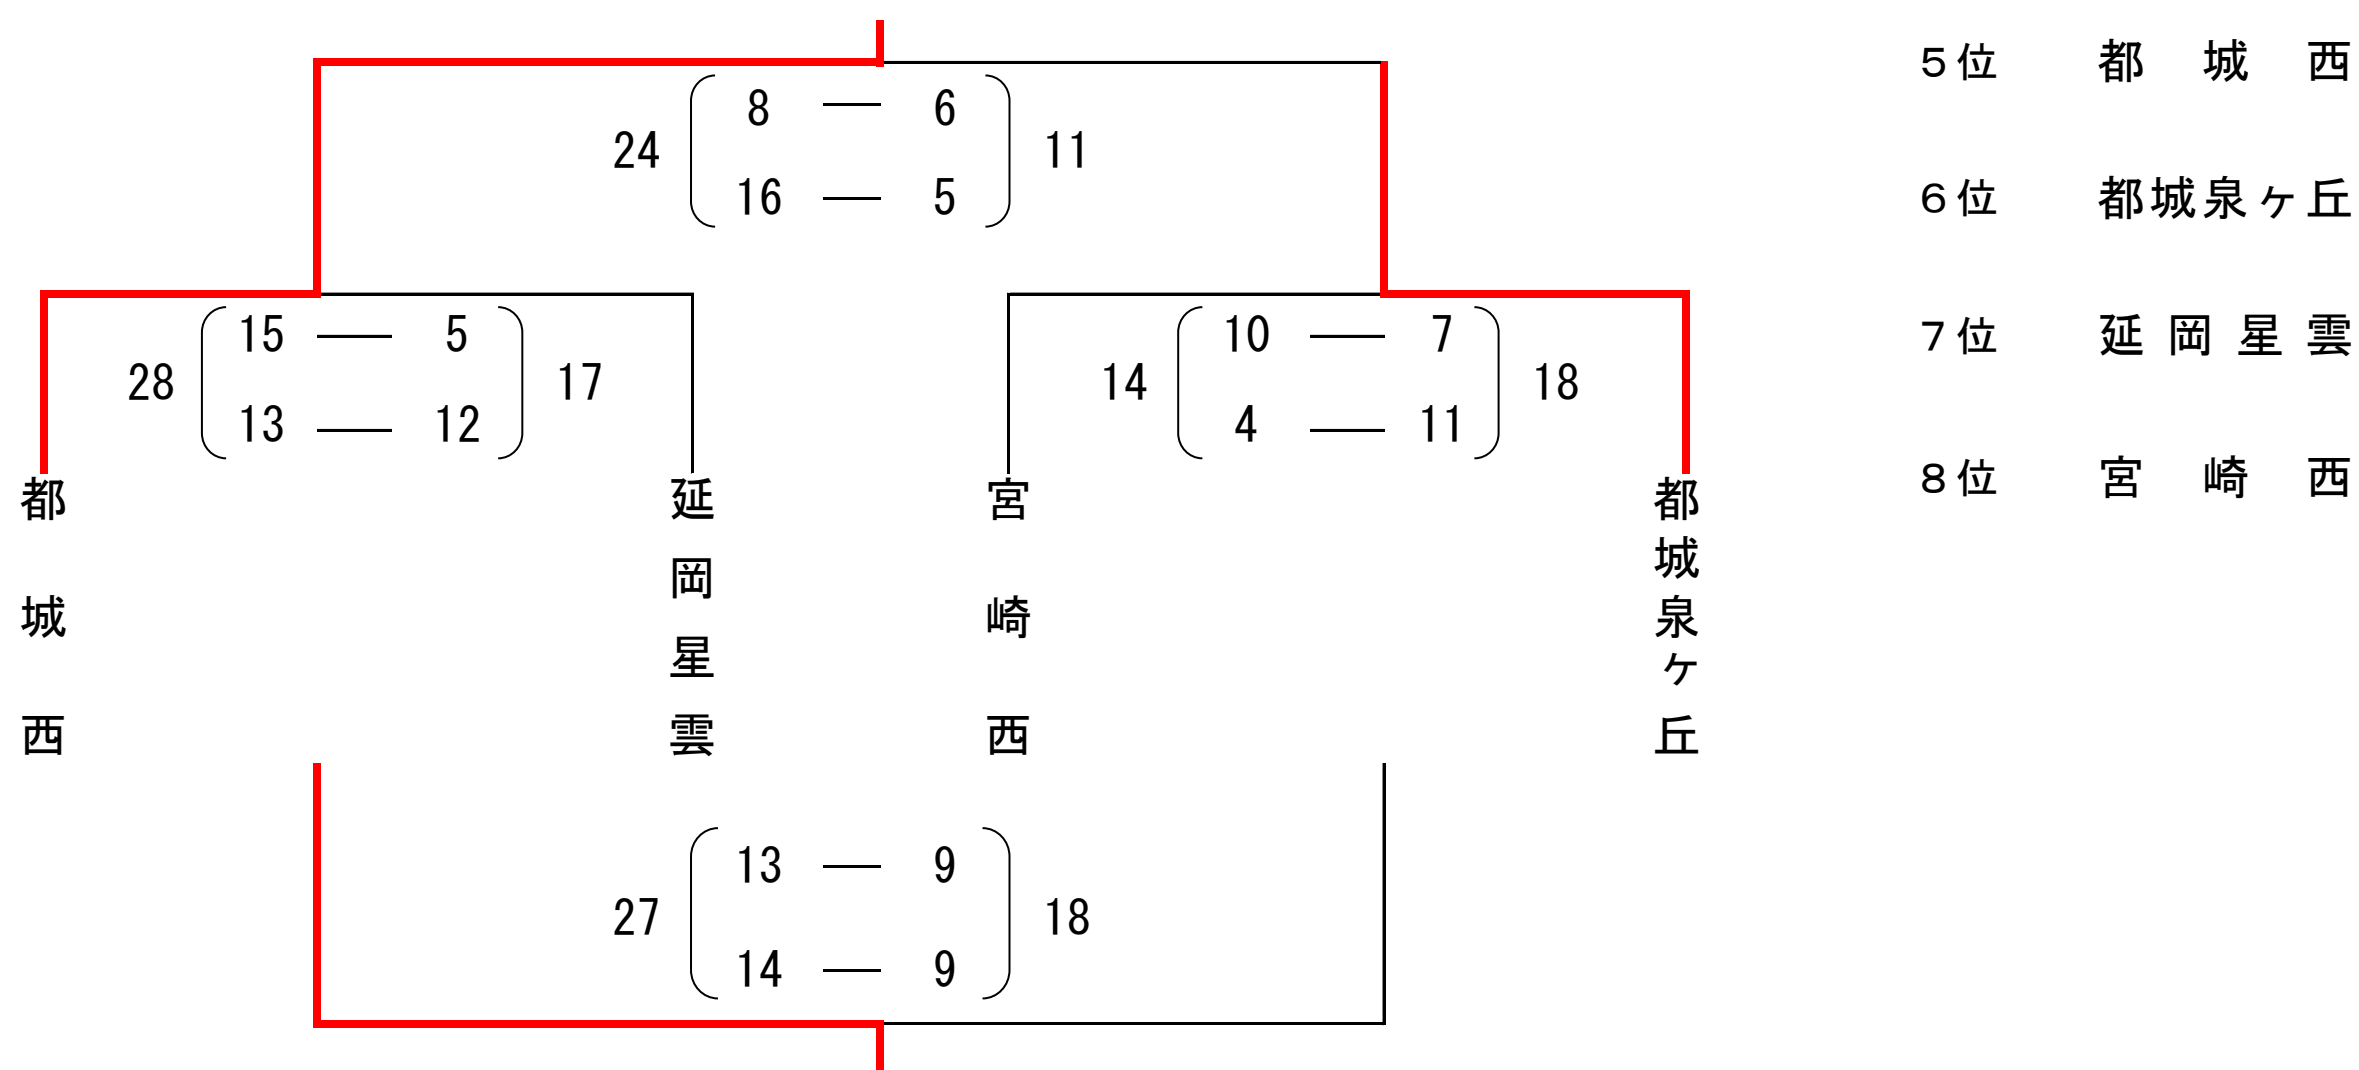 8 — 6
24 11
16 — 5
15 — 5
28 17
13 — 12
10 — 7
14 18
4 — 11
都城西
延岡星雲
宮崎西
都城泉ヶ丘
13 — 9
27 18
14 — 9
５位 都城西
６位 都城泉ヶ丘
７位 延岡星雲
８位 宮崎西